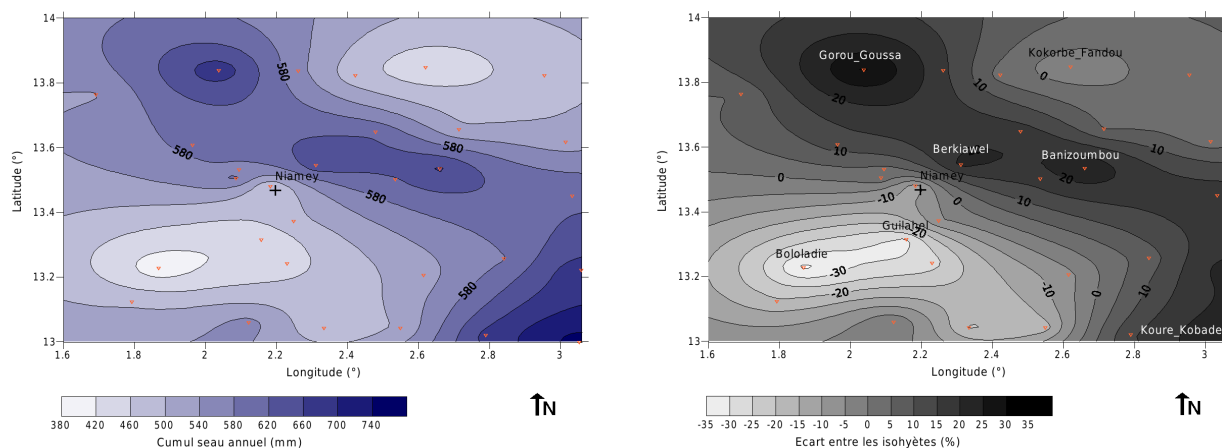 14
13.8
13.6
13.4
13.2
13
Latitude (°)
580
580
580
580
580
Niamey
1.6 1.8 2 2.2 2.4 2.6 2.8 3
Longitude (°)
380 420 460 500 540 580 620 660 700 740
Cumul seau annuel (mm)
N
14
13.8
13.6
13.4
13.2
13
Latitude (°)
Gorou_Goussa
Kokorbe_Fandou
0
10
20
10
Berkiawel
10
Banizoumbou
20
0
Niamey
-10
0
10
Guilahel
-20
Bololadie
-30
-20
-10
0
10
Koure_Kobade
1.6 1.8 2 2.2 2.4 2.6 2.8 3
Longitude (°)
-35 -30 -25 -20 -15 -10 -5 0 5 10 15 20 25 30 35
Ecart entre les isohyètes (%)
N